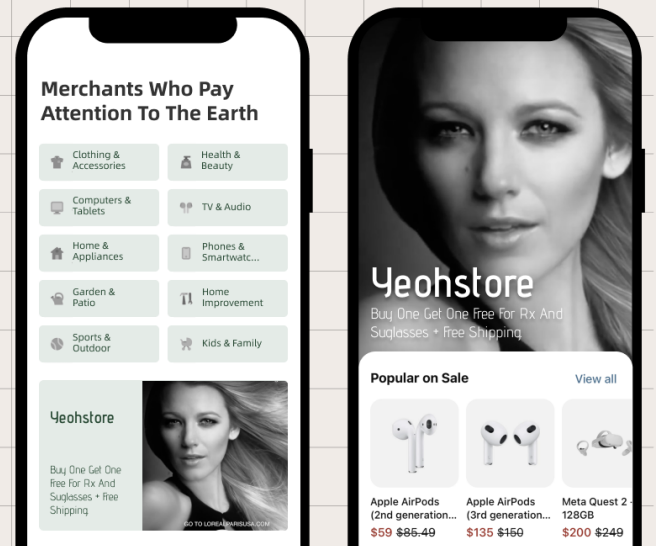 Merchants Who Pay
Attention To The Earth
Clothing &
Accessories
Health &
Beauty
Computers &
Tablets
TV & Audio
Home &
Appliances
Phones &
Smartwatc...
Garden &
Patio
Home
Improvement
Sports &
Outdoor
Kids & Family
Yeohstore
Buy One Get One
Free For Rx And
Suglasses + Free
Shipping.
GO TO LOREALPARISUSA.COM
Yeohstore
Buy One Get One Free For Rx And
Suglasses + Free Shipping.
Popular on Sale
View all
Apple AirPods
(2nd generation...
$59 $85.49
Apple AirPods
(3rd generation...
$135 $150
Meta Quest 2 -
128GB
$200 $249